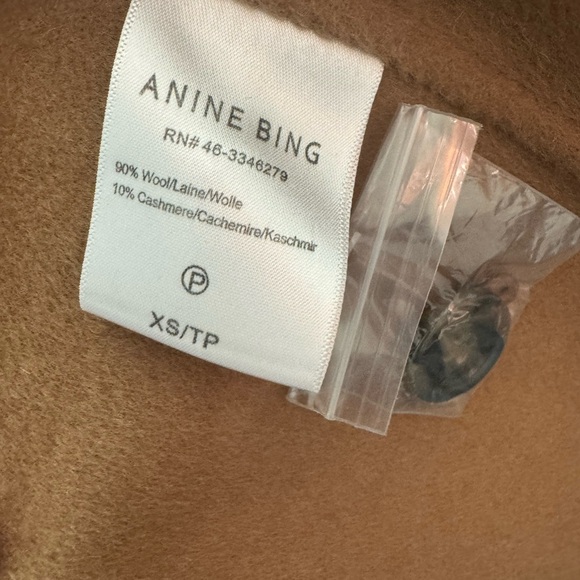 ANINE BING
RN# 46-3346279
90% Wool/Laine/Wolle
10% Cashmere/Cachemire/Kaschmir
P
XS/TP